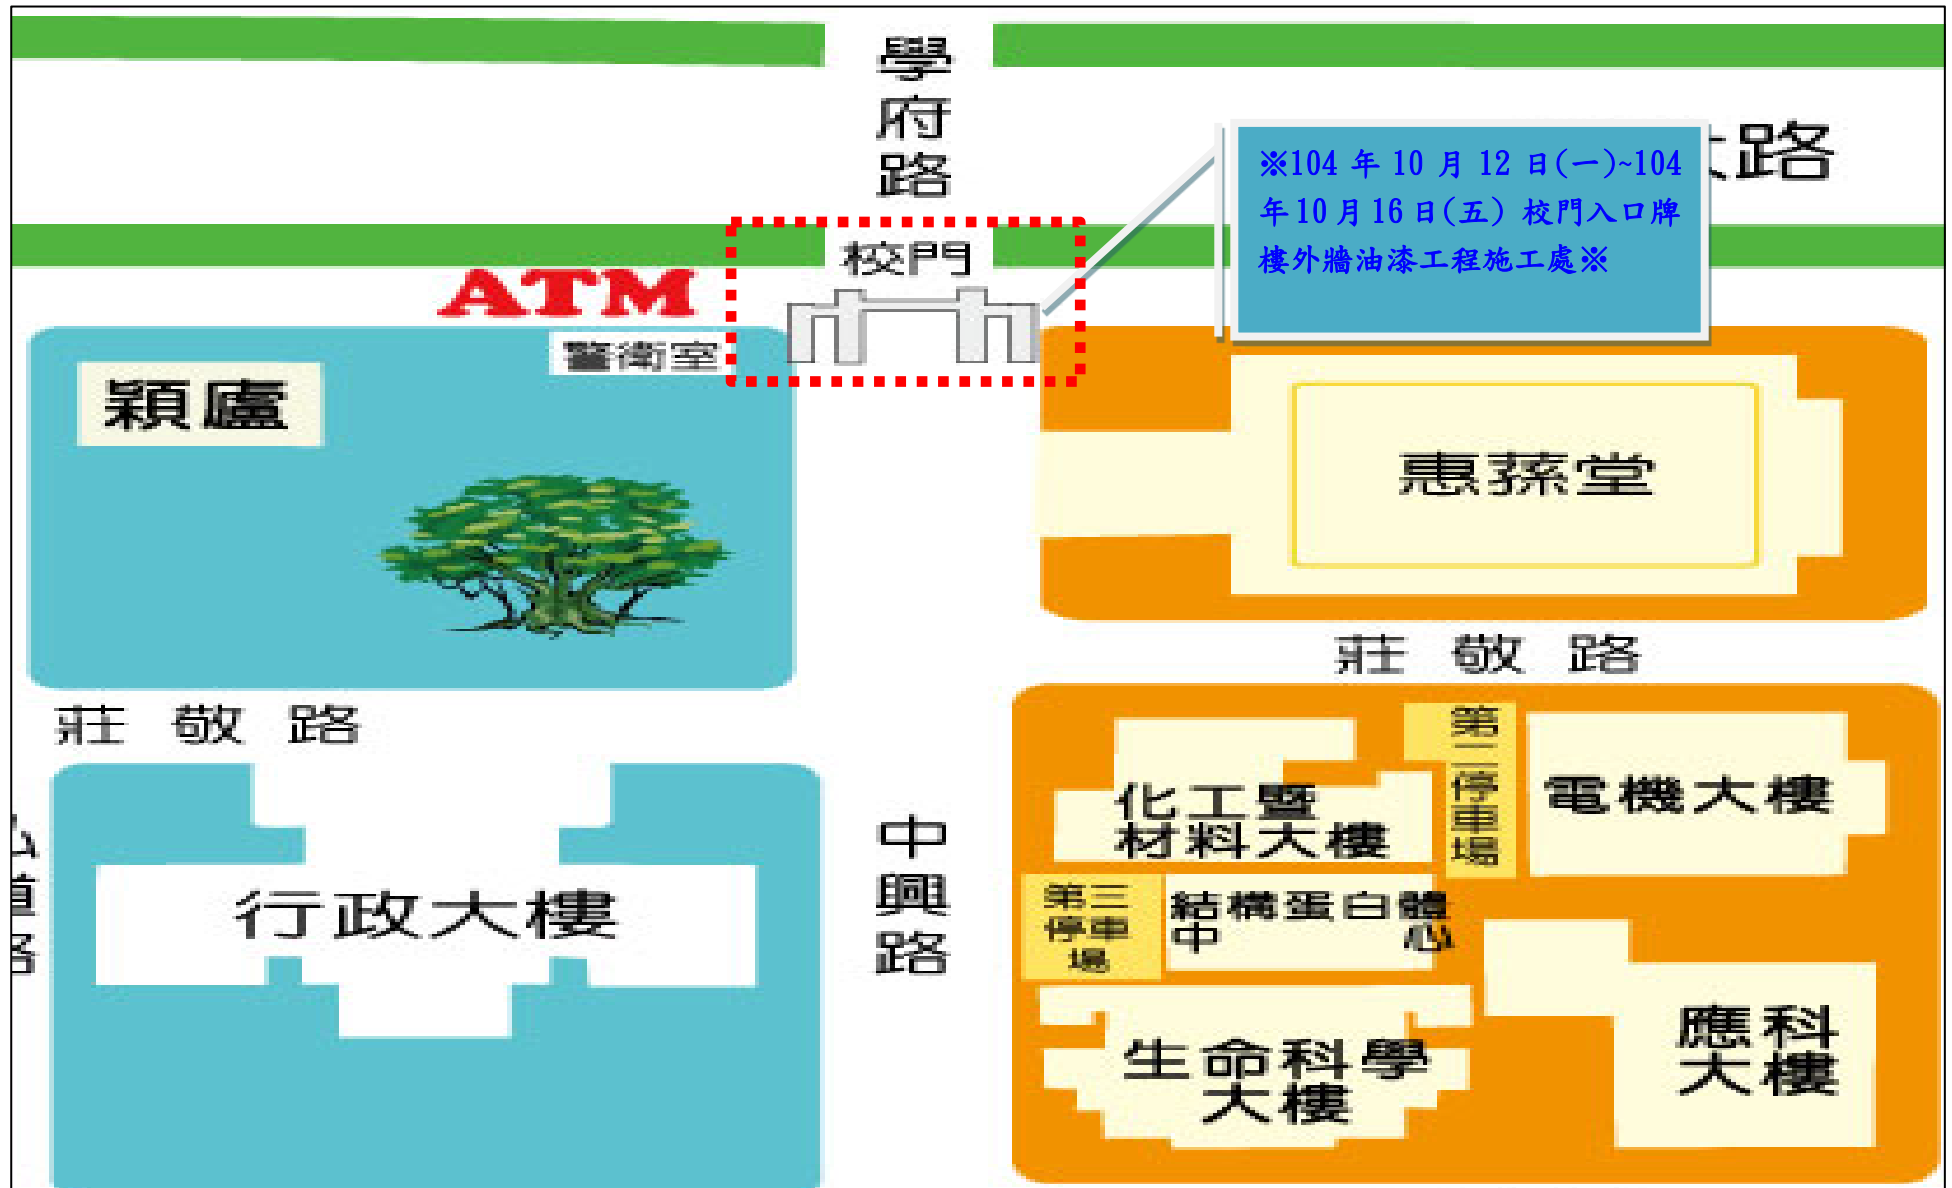 學府路
路
※104 年 10 月 12 日(一)~104
年 10 月 16 日(五) 校門入口牌
樓外牆油漆工程施工處※
校門
ATM
警衛室
穎廬
惠蓀堂
莊敬路
莊敬路
第二停車場
電機大樓
化工暨
材料大樓
中興路
道路
行政大樓
第三
停車
場
結構蛋白體
中心
生命科學
大樓
應科
大樓